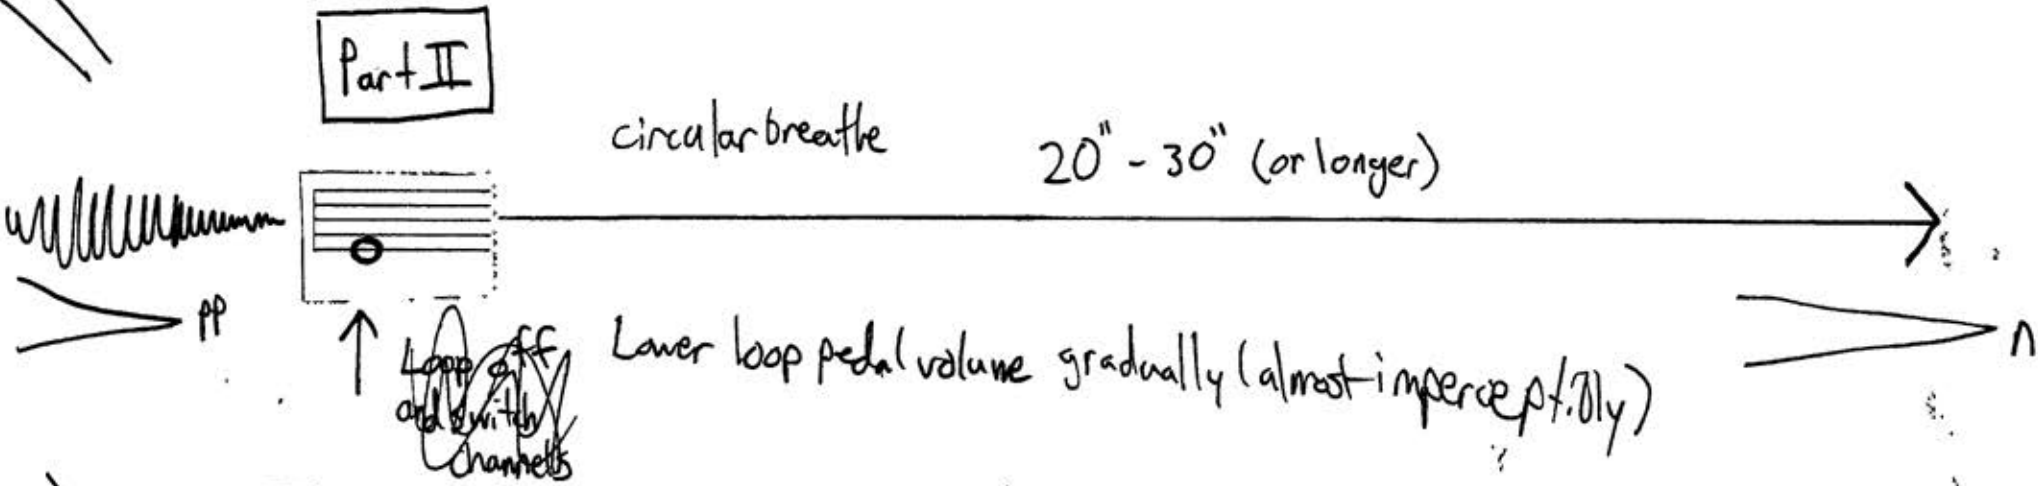 Part II
circular breathe
20" - 30" (or longer)
pp
Loop off
and switch
channels
Lower loop pedal volume gradually (almost imperceptibly)
n